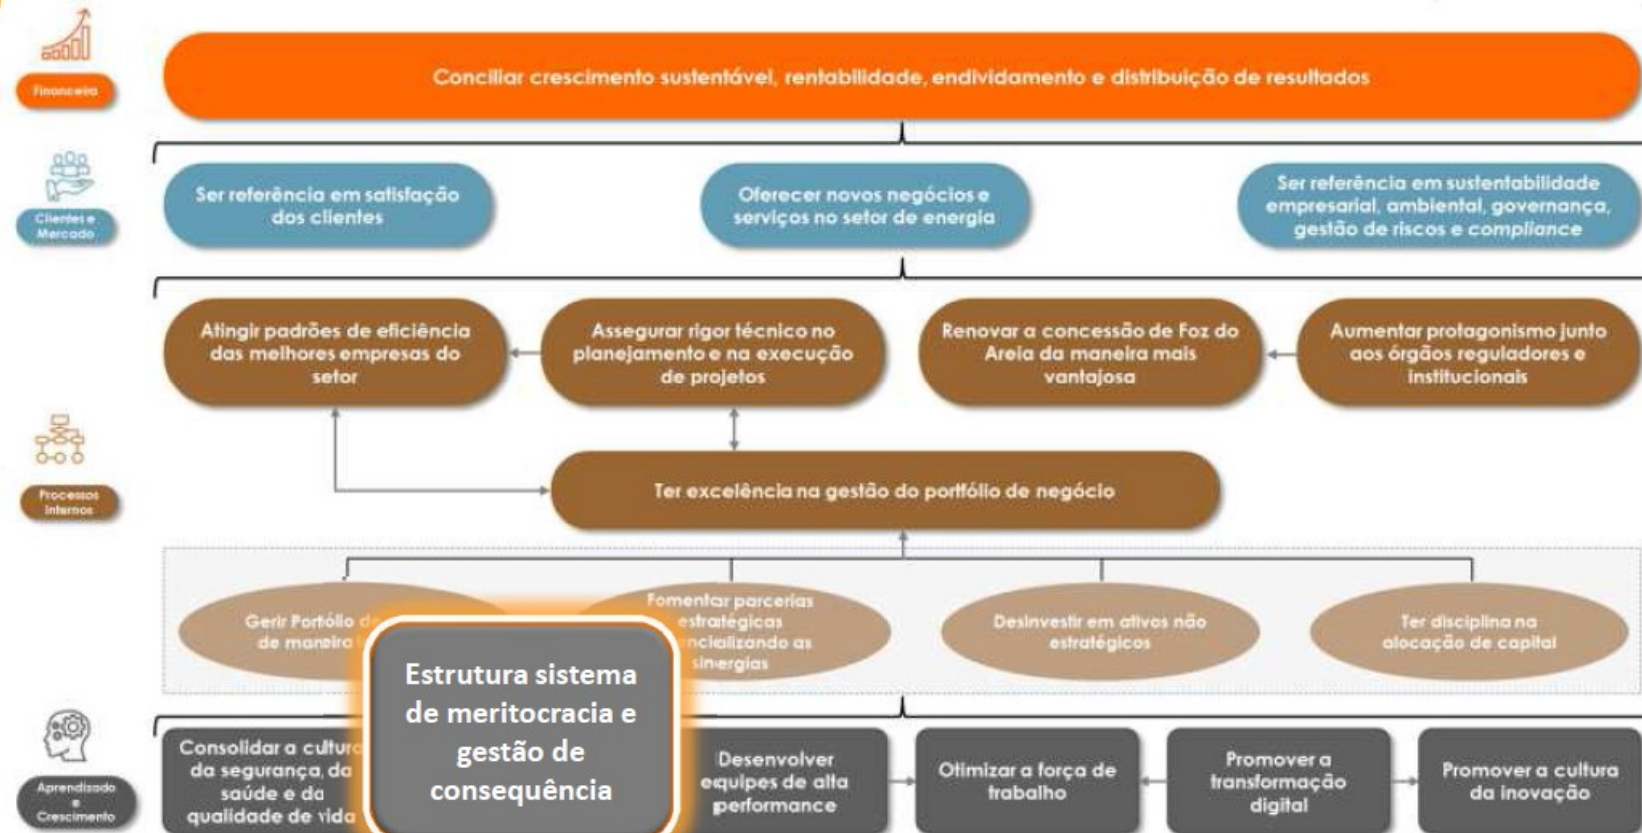 Financeira
Conciliar crescimento sustentável, rentabilidade, endividamento e distribuição de resultados
Clientes e
Mercado
Ser referência em satisfação
dos clientes
Oferecer novos negócios e
serviços no setor de energia
Ser referência em sustentabilidade
empresarial, ambiental, governança,
gestão de riscos e compliance
Processos
Internos
Atingir padrões de eficiência
das melhores empresas do
setor
Assegurar rigor técnico no
planejamento e na execução
de projetos
Renovar a concessão de Foz do
Areia da maneira mais
vantajosa
Aumentar protagonismo junto
aos órgãos reguladores e
institucionais
Ter excelência na gestão do portfólio de negócio
Gerir Portólio
de maneira
Fomentar parcerias
estratégicas
as
sinergias
Desinvestir em ativos não
estratégicos
Ter disciplina na
alocação de capital
Aprendizado
e
Crescimento
Consolidar a cultura
da segurança, da
saúde e da
qualidade de vida
Estrutura sistema
de meritocracia e
gestão de
consequência
Desenvolver
equipes de alta
performance
Otimizar a força de
trabalho
Promover a
transformação
digital
Promover a cultura
da inovação